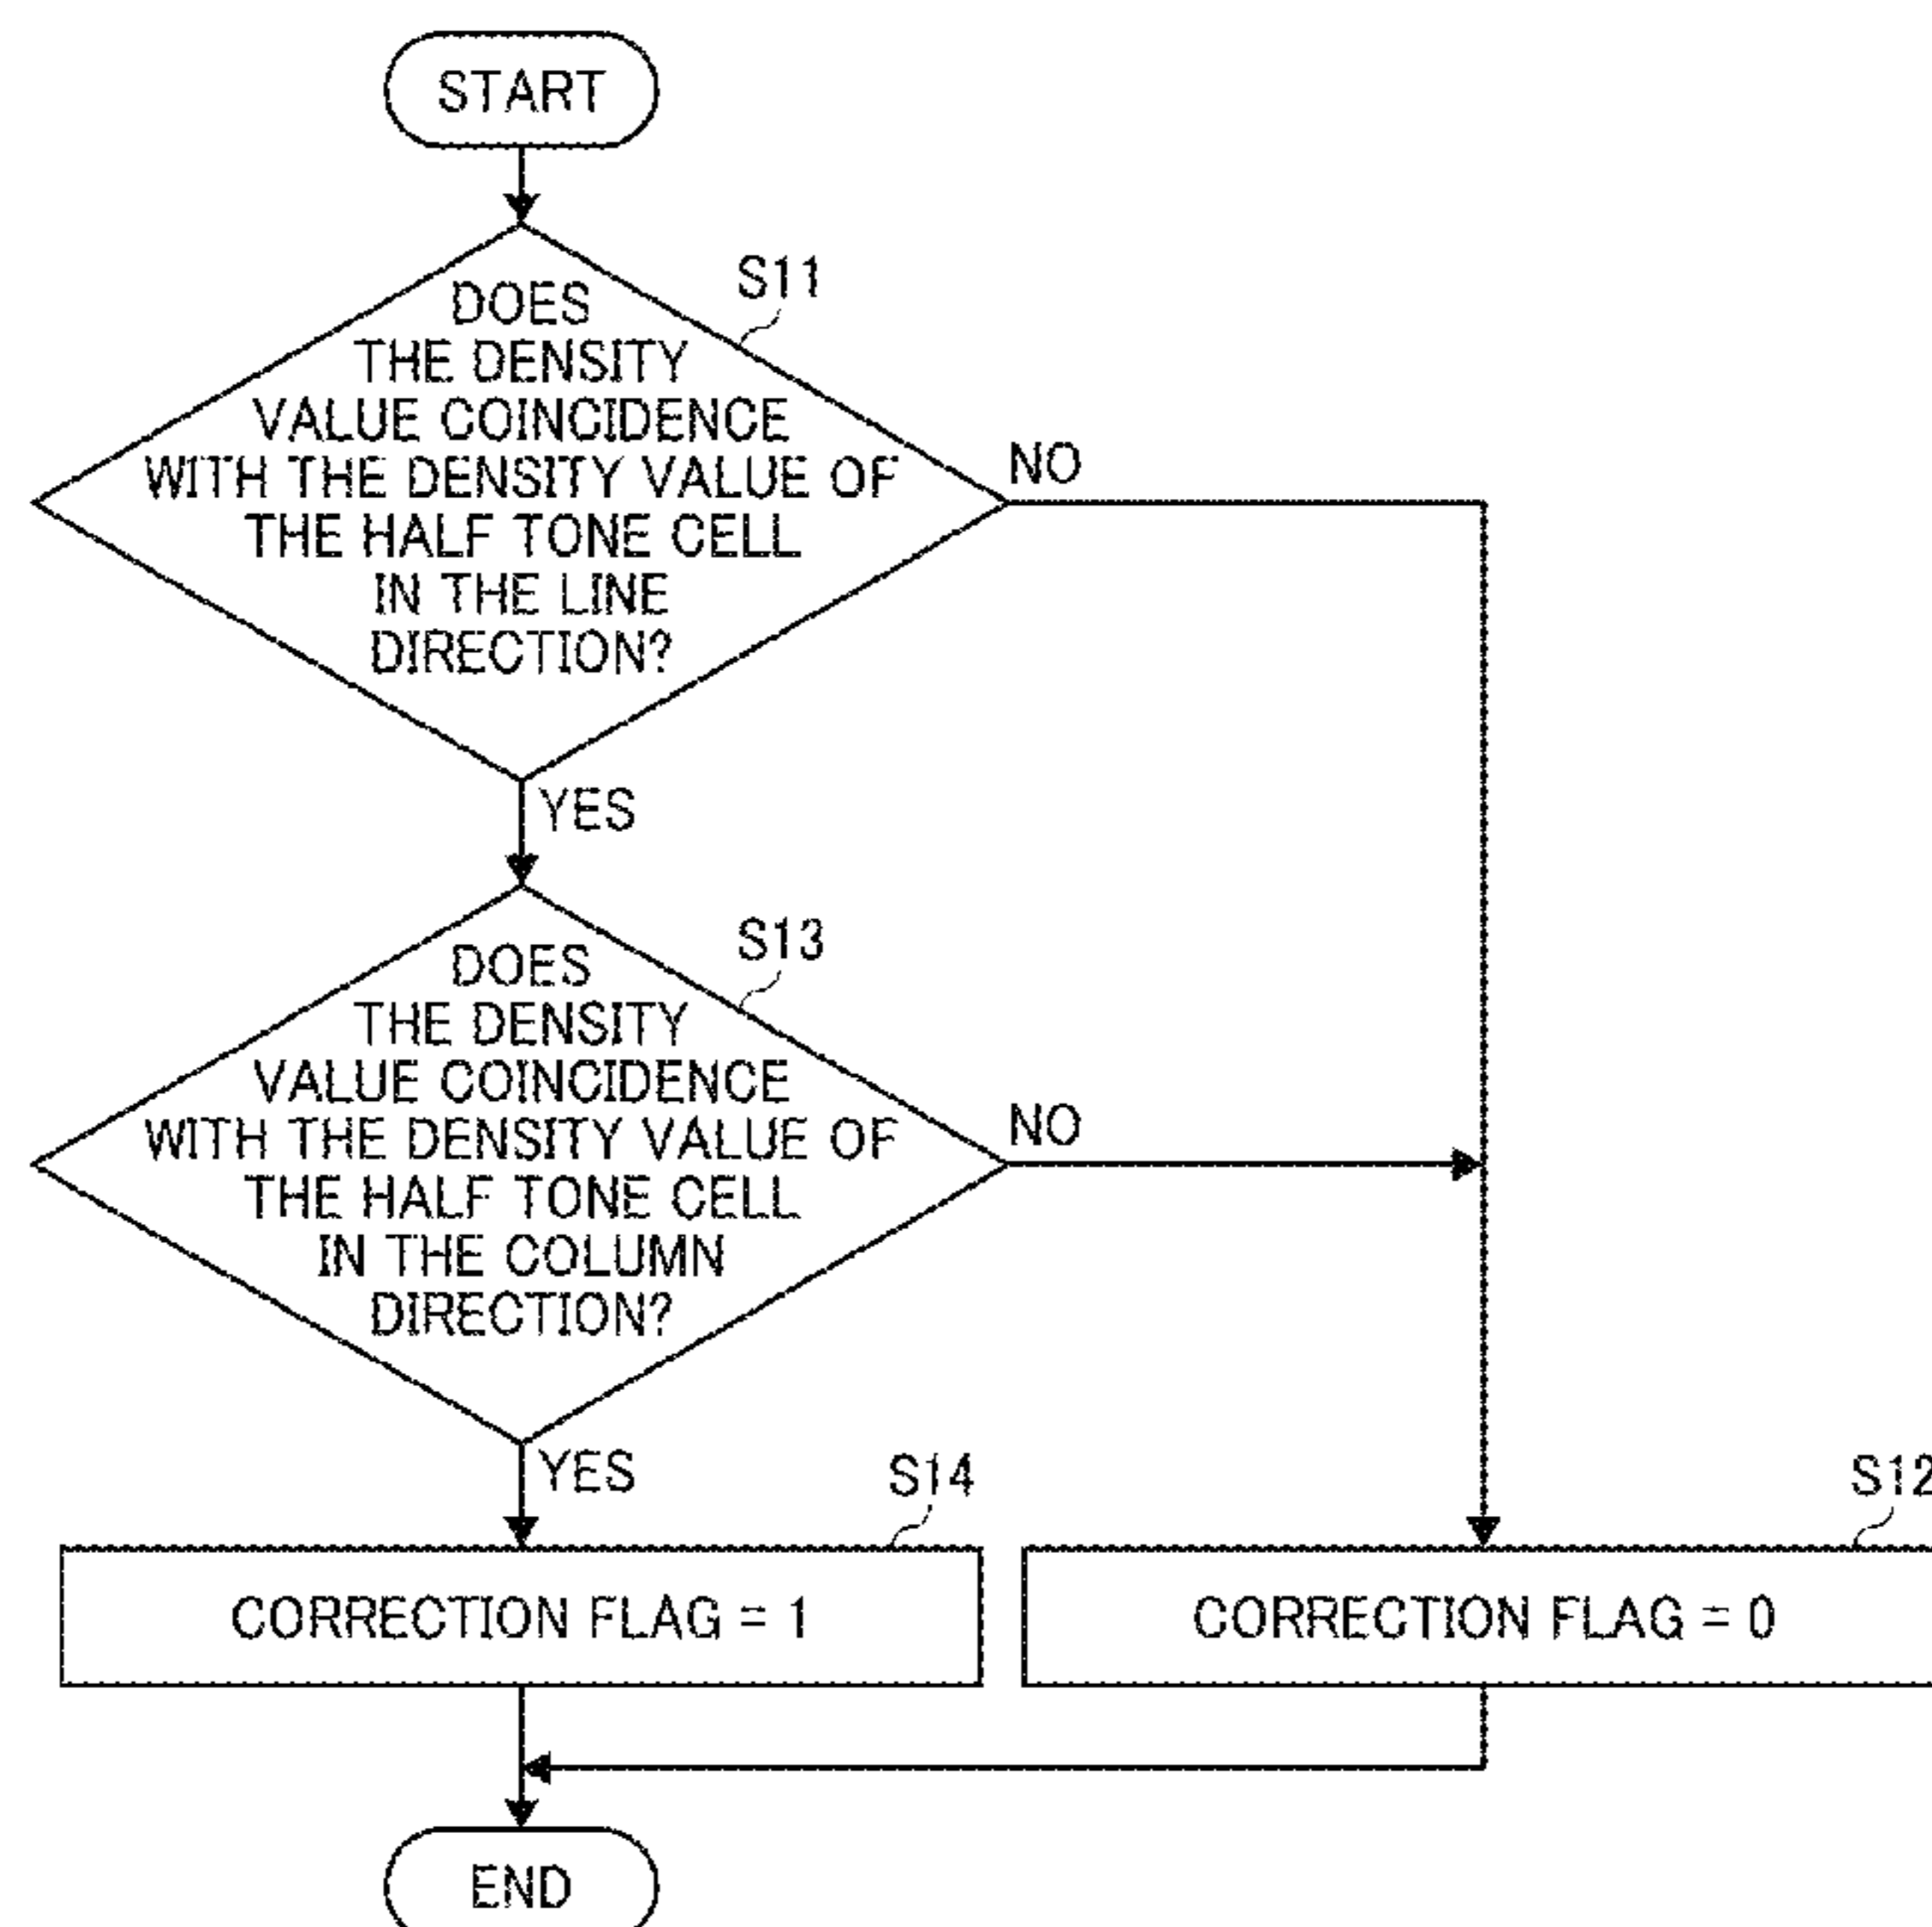 START
S11
DOES
THE DENSITY
VALUE COINCIDENCE
WITH THE DENSITY VALUE OF
THE HALF TONE CELL
IN THE LINE
DIRECTION?
NO
YES
S13
DOES
THE DENSITY
VALUE COINCIDENCE
WITH THE DENSITY VALUE OF
THE HALF TONE CELL
IN THE COLUMN
DIRECTION?
NO
YES
S14
S12
CORRECTION FLAG = 1
CORRECTION FLAG = 0
END